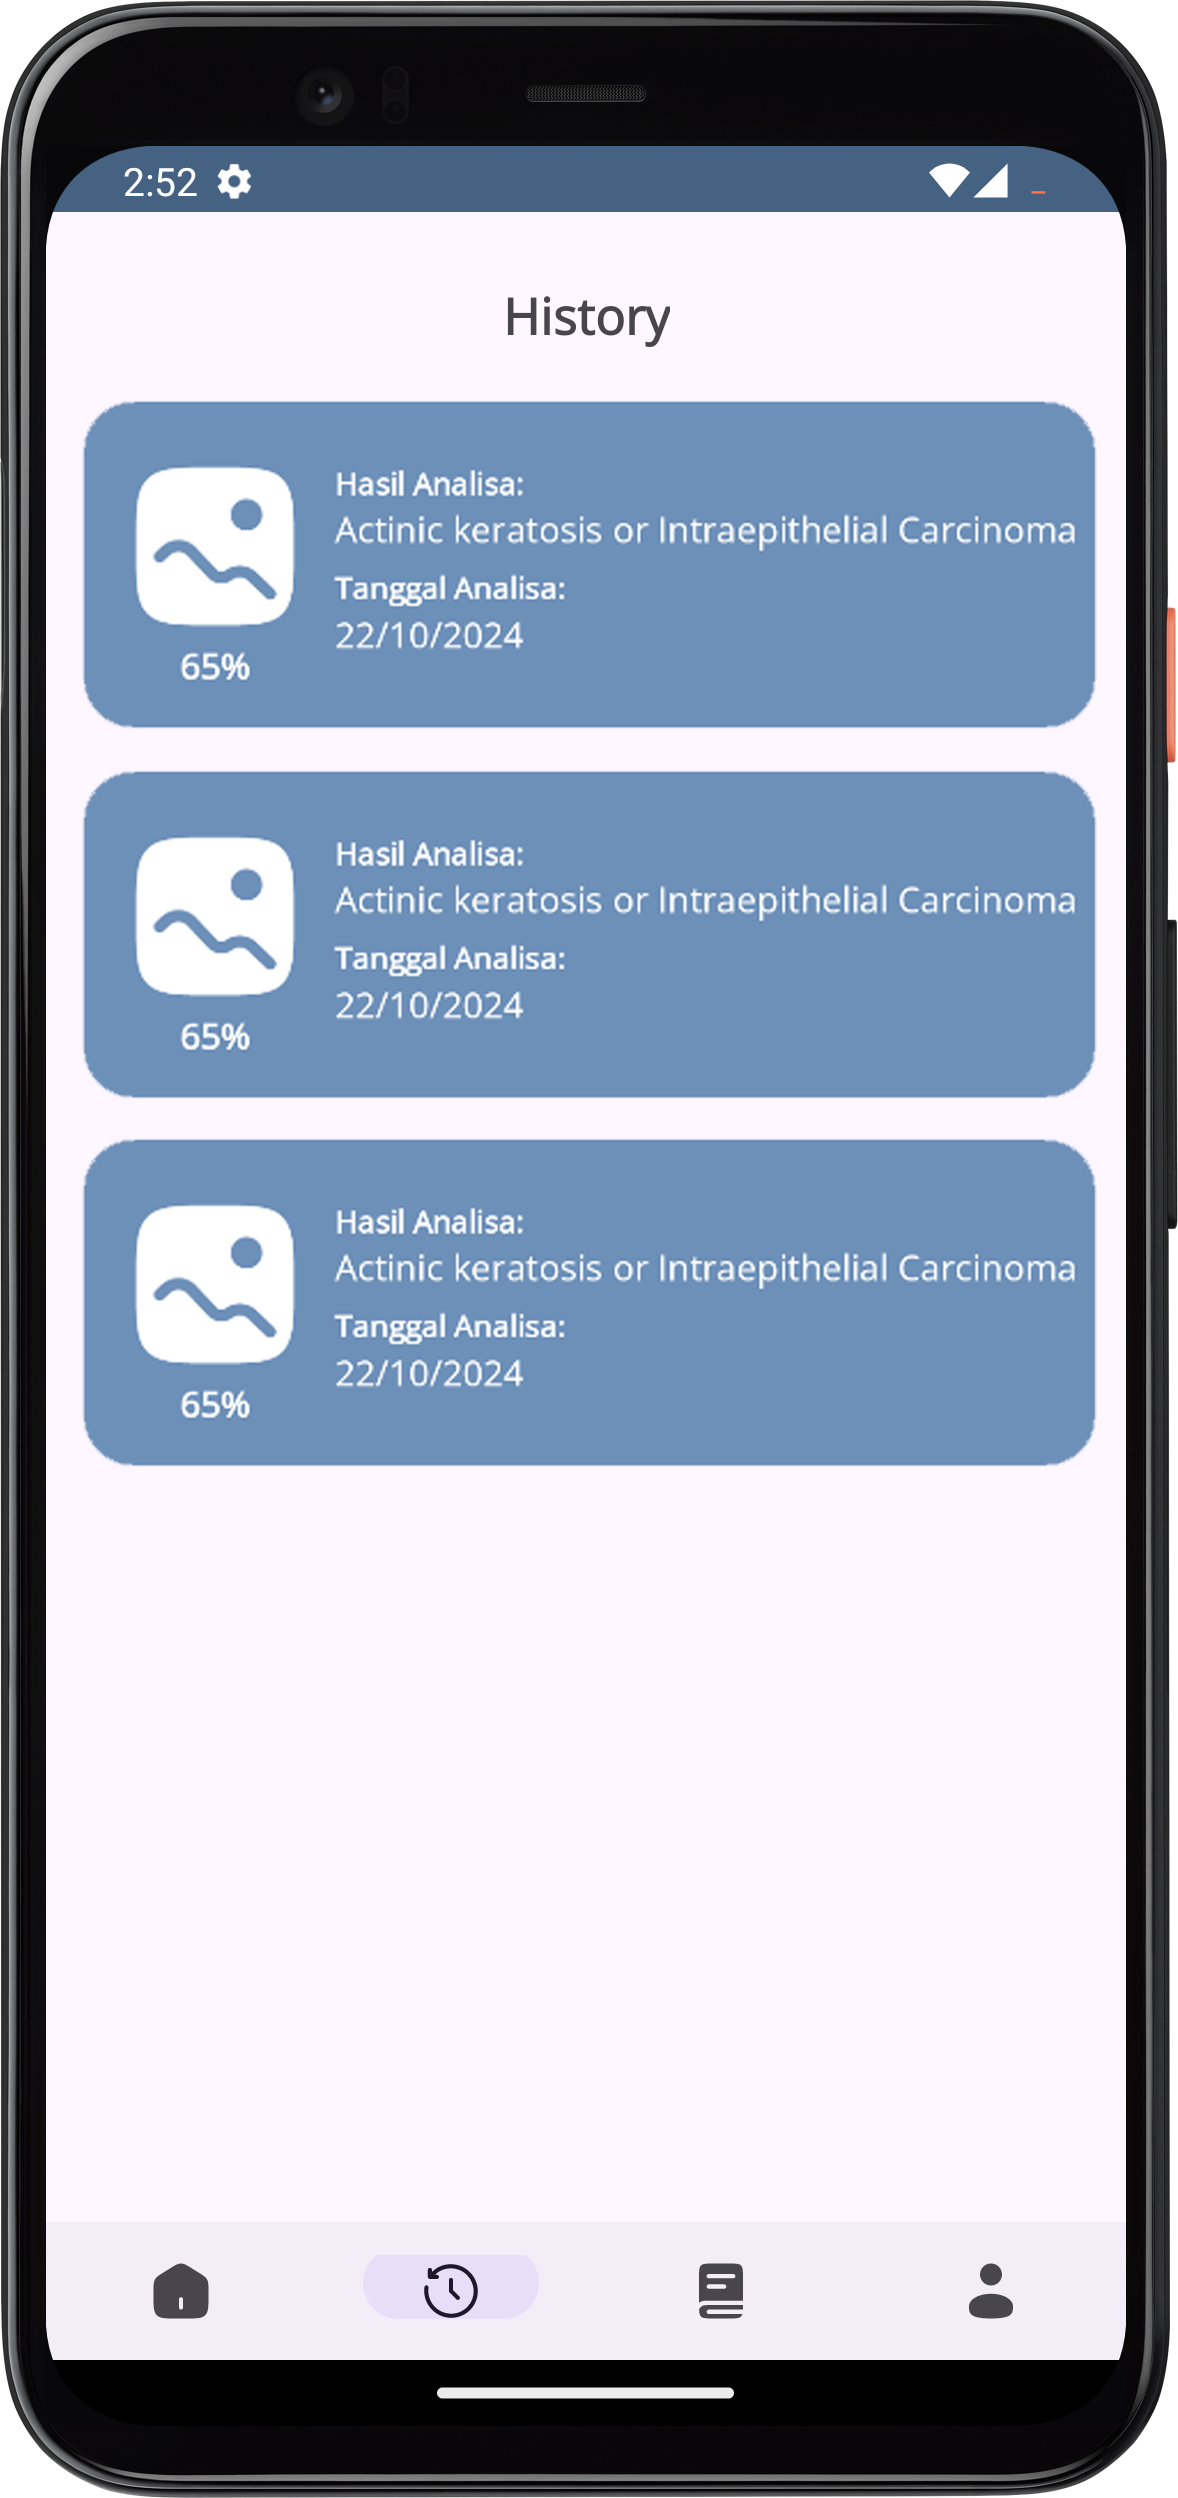 2:52
History
Hasil Analisa:
Actinic keratosis or Intraepithelial Carcinoma
Tanggal Analisa:
22/10/2024
65%
Hasil Analisa:
Actinic keratosis or Intraepithelial Carcinoma
Tanggal Analisa:
22/10/2024
65%
Hasil Analisa:
Actinic keratosis or Intraepithelial Carcinoma
Tanggal Analisa:
22/10/2024
65%